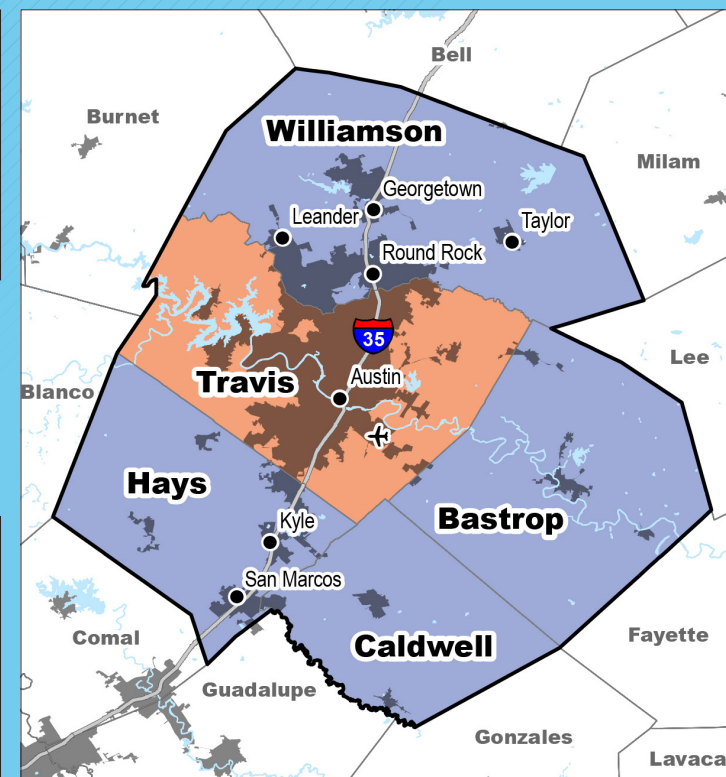 Bell
Burnet
Williamson
Milam
Georgetown
Leander
Taylor
Round Rock
35
Lee
Travis
Austin
Blanco
Hays
Bastrop
Kyle
San Marcos
Comal
Caldwell
Fayette
Guadalupe
Gonzales
Lavaca